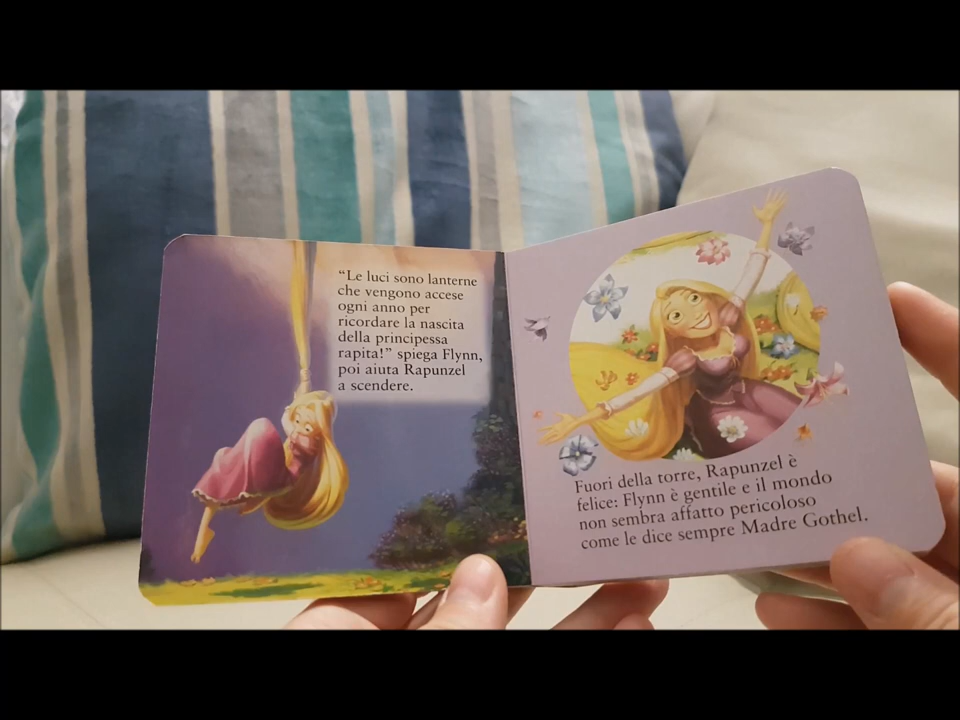 “Le luci sono lanterne
che vengono accese
ogni anno per
ricordare la nascita
della principessa
rapita!” spiega Flynn,
poi aiuta Rapunzel
a scendere.
Fuori della torre, Rapunzel è
felice: Flynn è gentile e il mondo
non sembra affatto pericoloso
come le dice sempre Madre Gothel.